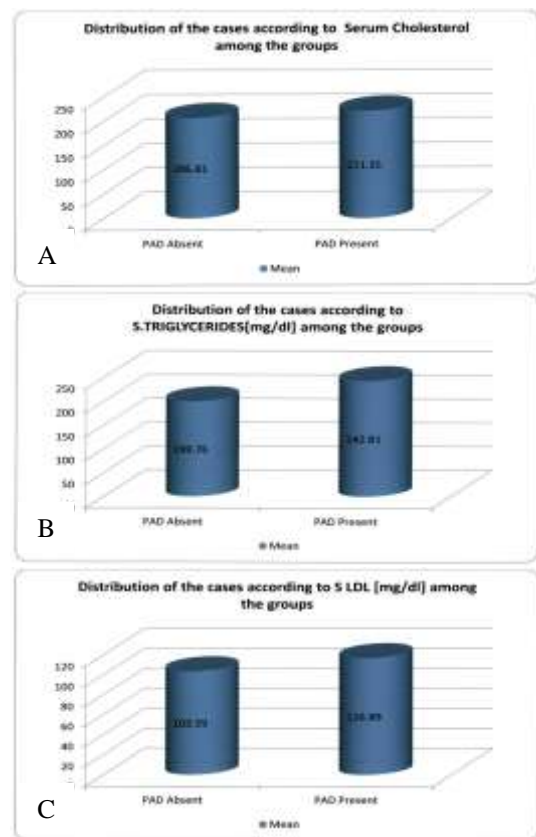 Distribution of the cases according to Serum Cholesterol
among the groups
250
200
150
100
50
PAD Absent PAD Present
A
Mean
Distribution of the cases according to
S.TRIGLYCERIDES[mg/dl] among the groups
250
200
150
100
50
242.81
PAD Absent PAD Present
B
Mean
Distribution of the cases according to S LDL [mg/dl] among
the groups
120
100
80
60
40
20
PAD Absent PAD Present
C
Mean